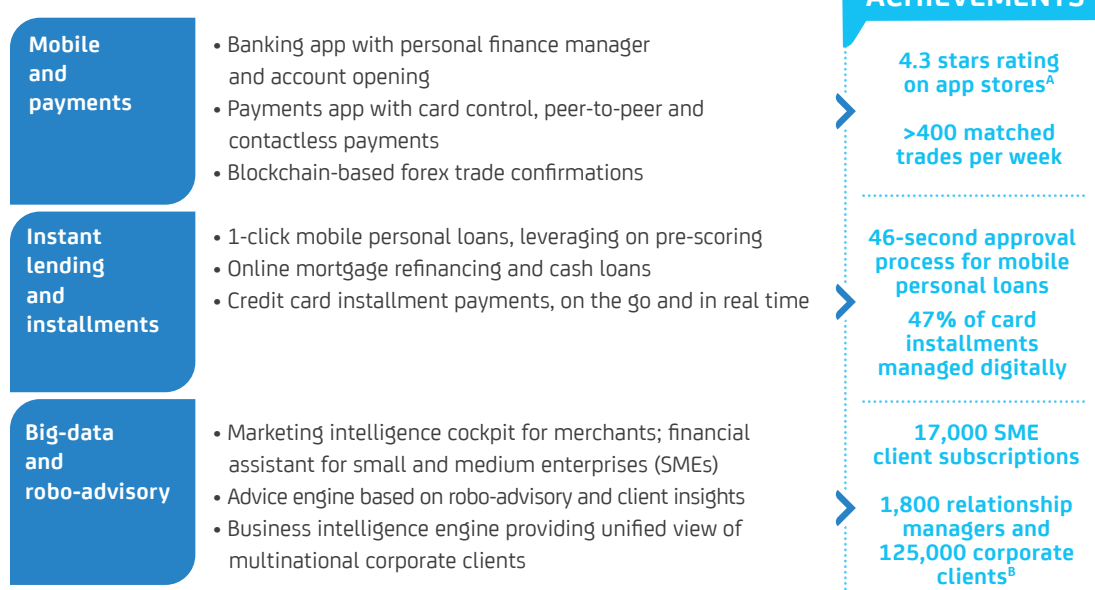 ACHIEVEMENTS
Mobile
and
payments
• Banking app with personal finance manager
and account opening
• Payments app with card control, peer-to-peer and
contactless payments
• Blockchain-based forex trade confirmations
4.3 stars rating
on app storesᴬ
>400 matched
trades per week
Instant
lending
and
installments
• 1-click mobile personal loans, leveraging on pre-scoring
• Online mortgage refinancing and cash loans
• Credit card installment payments, on the go and in real time
46-second approval
process for mobile
personal loans
47% of card
installments
managed digitally
Big-data
and
robo-advisory
• Marketing intelligence cockpit for merchants; financial
assistant for small and medium enterprises (SMEs)
• Advice engine based on robo-advisory and client insights
• Business intelligence engine providing unified view of
multinational corporate clients
17,000 SME
client subscriptions
1,800 relationship
managers and
125,000 corporate
clientsᴮ